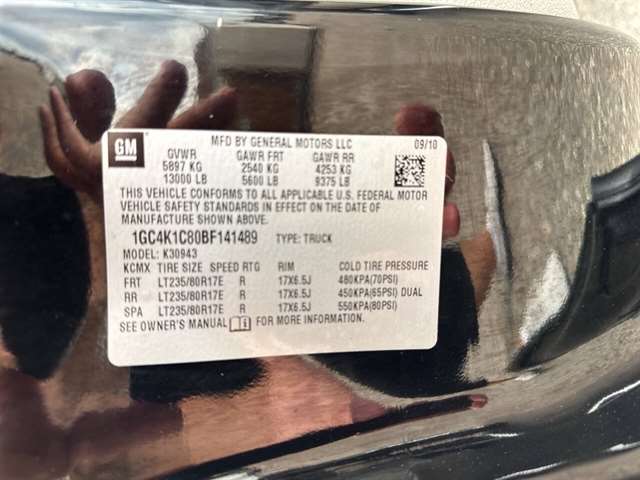 GM
MFD BY GENERAL MOTORS LLC 09/10
GVWR GAWR FRT GAWR RR
5897 KG 2540 KG 4253 KG
13000 LB 5600 LB 9375 LB
THIS VEHICLE CONFORMS TO ALL APPLICABLE U.S. FEDERAL MOTOR
VEHICLE SAFETY STANDARDS IN EFFECT ON THE DATE OF
MANUFACTURE SHOWN ABOVE.
1GC4K1C80BF141489 TYPE: TRUCK
MODEL: K30943
KCMX TIRE SIZE SPEED RTG RIM COLD TIRE PRESSURE
FRT LT235/80R17E R 17X6.5J 480KPA(70PSI)
RR LT235/80R17E R 17X6.5J 450KPA(65PSI) DUAL
SPA LT235/80R17E R 17X6.5J 550KPA(80PSI)
SEE OWNER'S MANUAL FOR MORE INFORMATION.